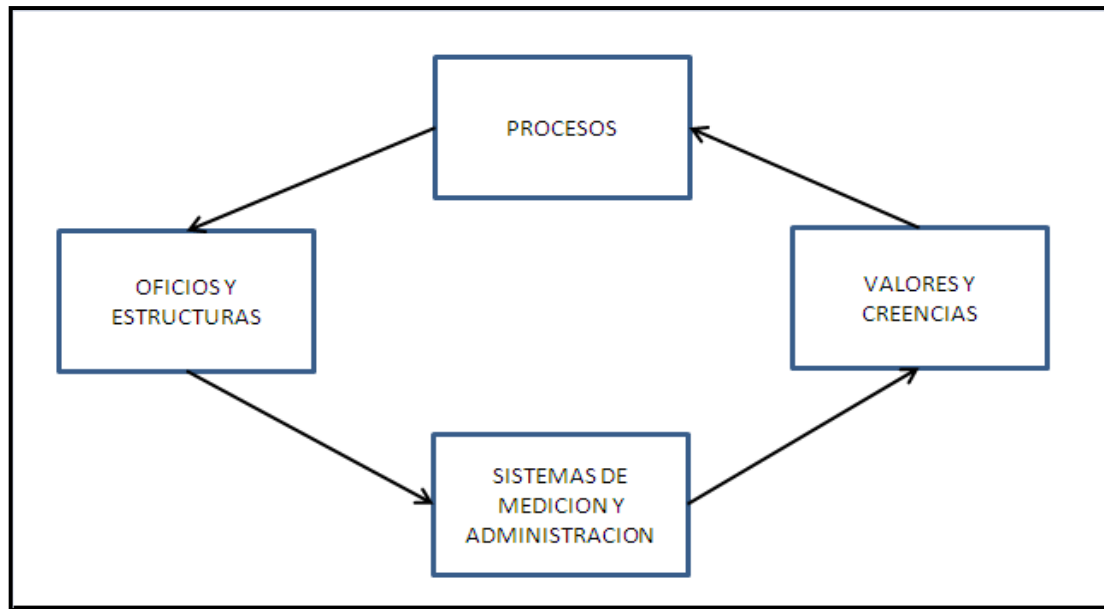 PROCESOS
OFICIOS Y
ESTRUCTURAS
VALORES Y
CREENCIAS
SISTEMAS DE
MEDICION Y
ADMINISTRACION